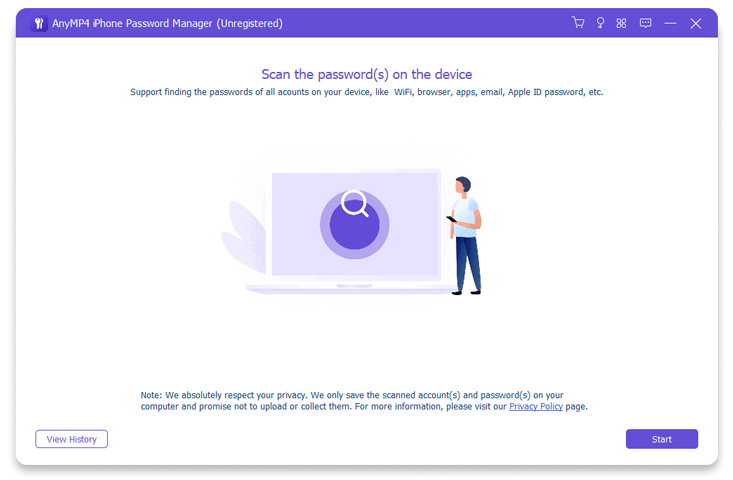 AnyMP4 iPhone Password Manager (Unregistered)
Scan the password(s) on the device
Support finding the passwords of all acounts on your device, like  WiFi, browser, apps, email, Apple ID password, etc.
Note: We absolutely respect your privacy. We only save the scanned account(s) and password(s) on your
computer and promise not to upload or collect them. For more information, please visit our Privacy Policy page.
View History
Start